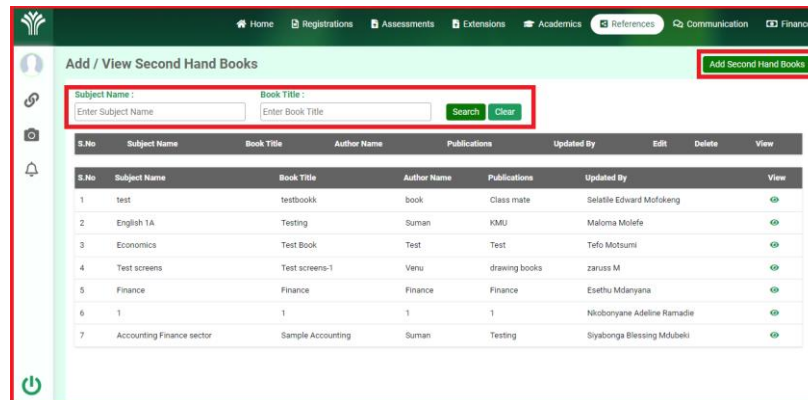 Home Registrations Assessments Extensions Academics References Communication Finance
Add / View Second Hand Books
Add Second Hand Books
Subject Name : Book Title :
Enter Subject Name Enter Book Title Search Clear
S.No Subject Name Book Title Author Name Publications Updated By Edit Delete View
S.No Subject Name Book Title Author Name Publications Updated By View
1 test testbookk book Class mate Selatile Edward Mofokeng
2 English 1A Testing Suman KMU Maloma Molefe
3 Economics Test Book Test Test Tefo Motsumi
4 Test screens Test screens-1 Venu drawing books zaruss M
5 Finance Finance Finance Finance Esethu Mdanyana
6 1 1 1 1 Nkobonyane Adeline Ramadie
7 Accounting Finance sector Sample Accounting Suman Testing Siyabonga Blessing Mdubeki